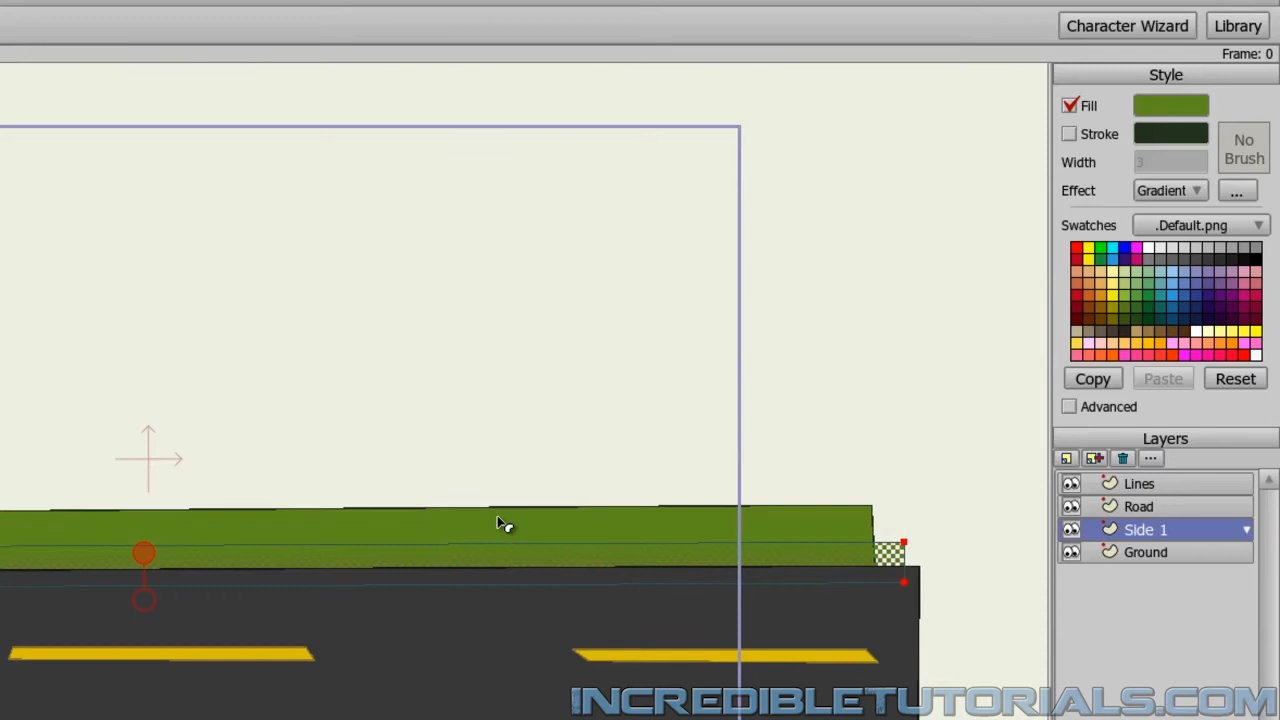 Character Wizard
Library
Frame: 0
Style
Fill
Stroke
No Brush
Width
3
Effect
Gradient
...
Swatches
.Default.png
Copy
Paste
Reset
Advanced
Layers
...
Lines
Road
Side 1
Ground
INCREDIBLETUTORIALS.COM